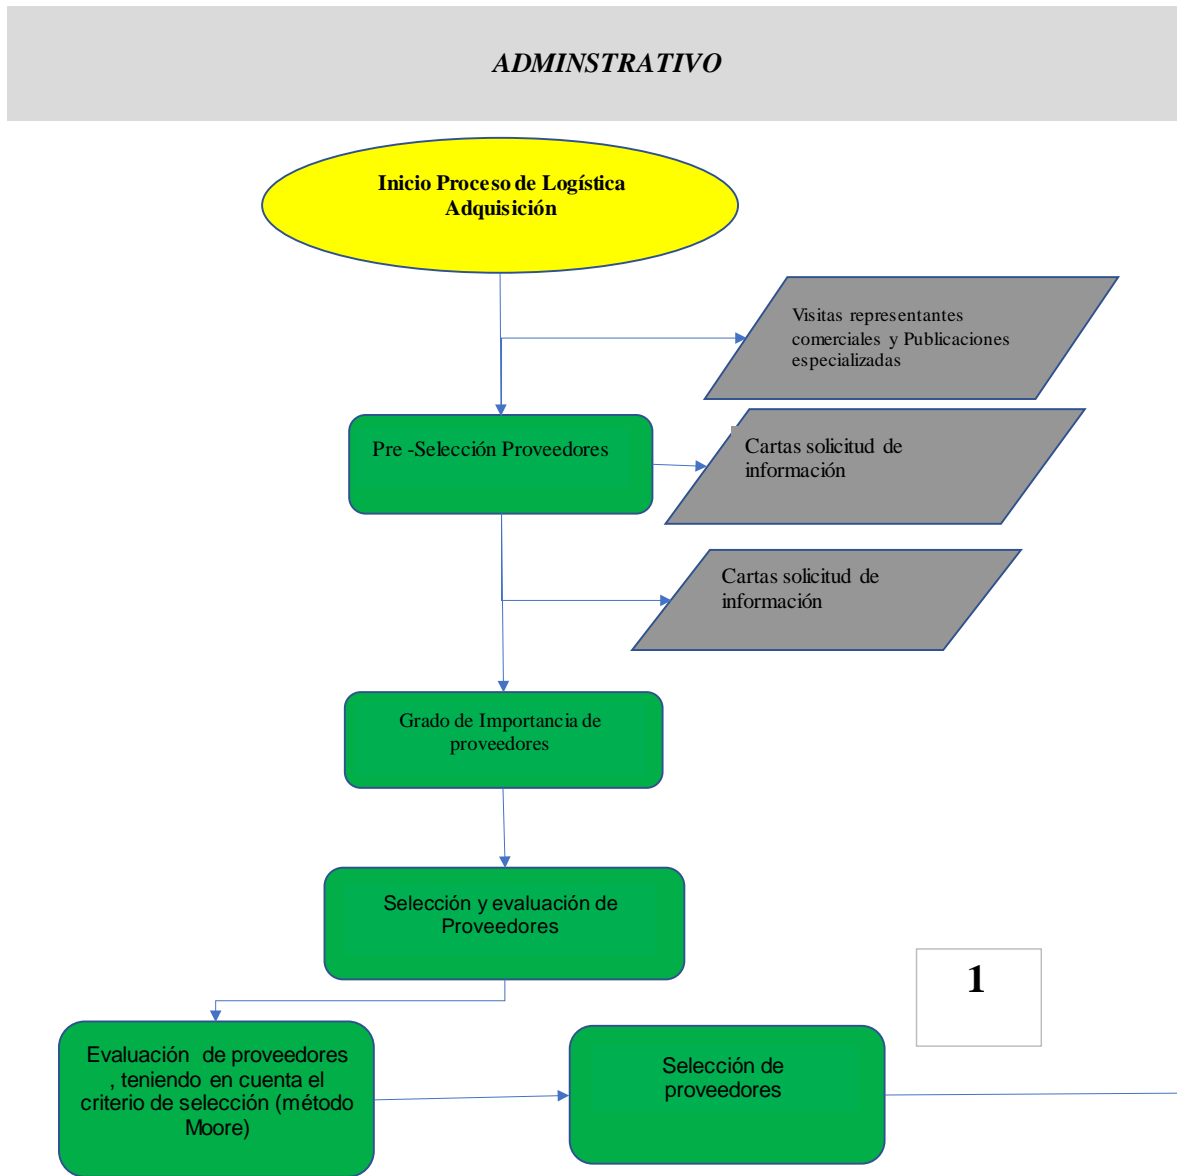 ADMINSTRATIVO
Inicio Proceso de Logística
Adquisición
Visitas representantes
comerciales y Publicaciones
especializadas
Pre -Selección Proveedores
Cartas solicitud de
información
Cartas solicitud de
información
Grado de Importancia de
proveedores
Selección y evaluación de
Proveedores
1
Evaluación de proveedores
, teniendo en cuenta el
criterio de selección (método
Moore)
Selección de
proveedores